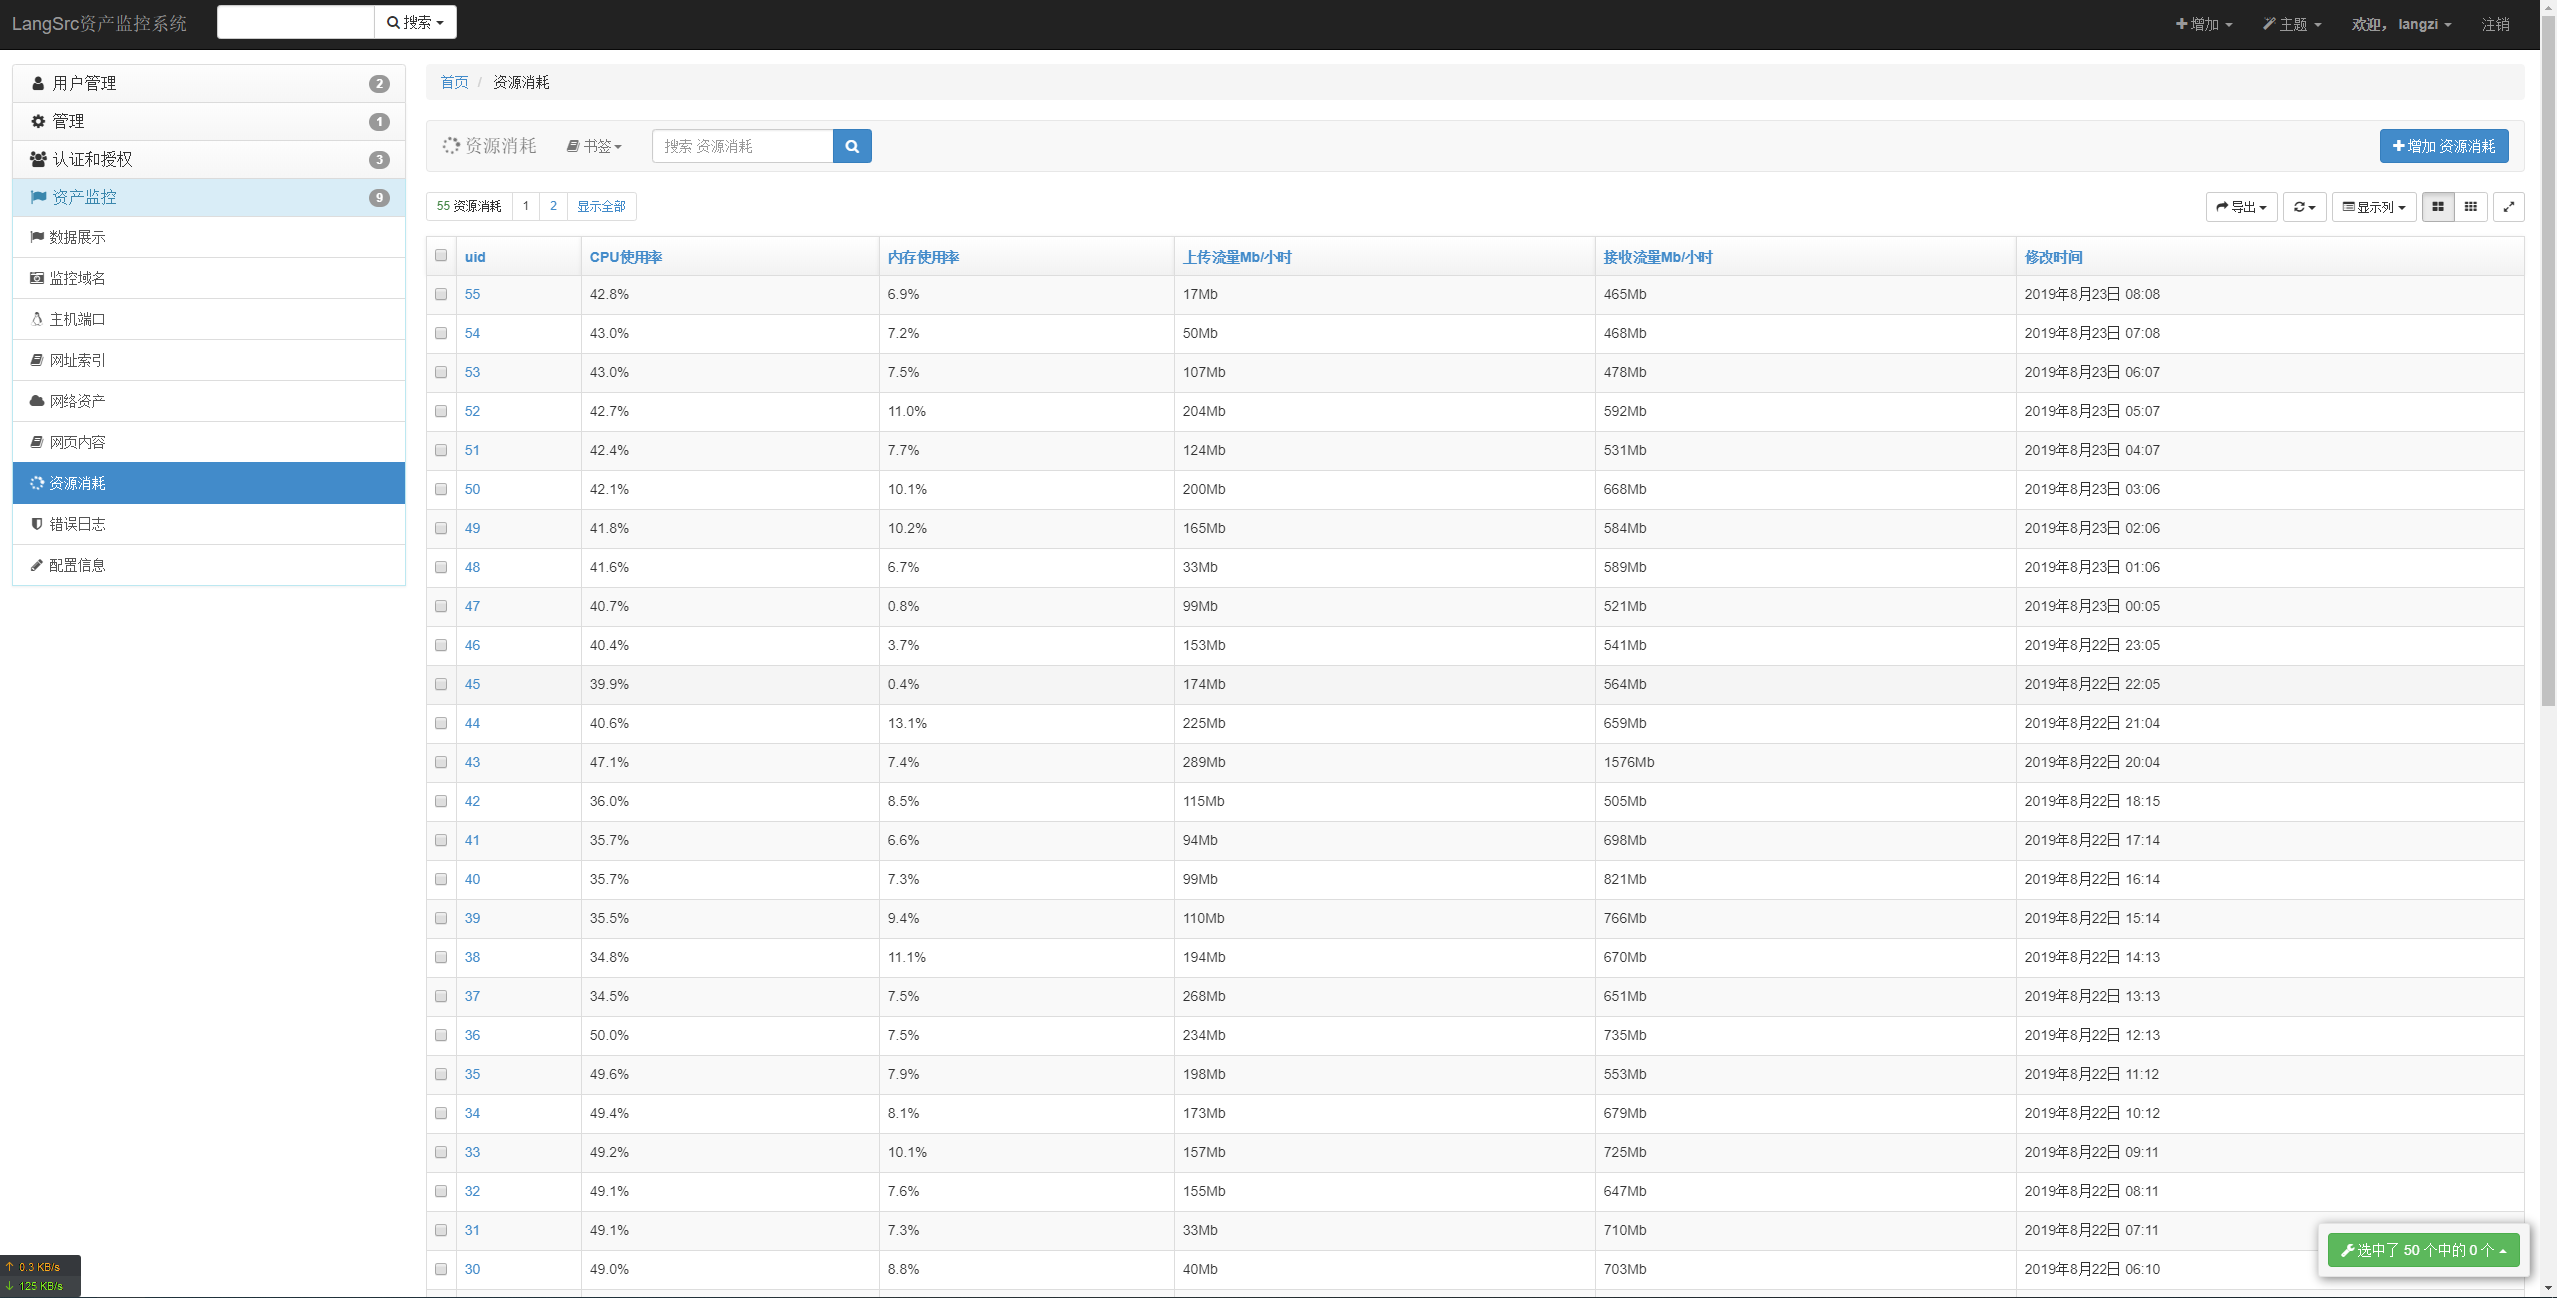 LangSrc资产监控系统 搜索 增加 主题 欢迎， langzi 注销
用户管理 2
管理 1
认证和授权 3
资产监控 9
数据展示
监控域名
主机端口
网址索引
网络资产
网页内容
资源消耗
错误日志
配置信息
首页 / 资源消耗
资源消耗 书签 搜索 资源消耗 增加 资源消耗
55 资源消耗 1 2 显示全部 导出 显示列
uid CPU使用率 内存使用率 上传流量Mb/小时 接收流量Mb/小时 修改时间
55 42.8% 6.9% 17Mb 465Mb 2019年8月23日 08:08
54 43.0% 7.2% 50Mb 468Mb 2019年8月23日 07:08
53 43.0% 7.5% 107Mb 478Mb 2019年8月23日 06:07
52 42.7% 11.0% 204Mb 592Mb 2019年8月23日 05:07
51 42.4% 7.7% 124Mb 531Mb 2019年8月23日 04:07
50 42.1% 10.1% 200Mb 668Mb 2019年8月23日 03:06
49 41.8% 10.2% 165Mb 584Mb 2019年8月23日 02:06
48 41.6% 6.7% 33Mb 589Mb 2019年8月23日 01:06
47 40.7% 0.8% 99Mb 521Mb 2019年8月23日 00:05
46 40.4% 3.7% 153Mb 541Mb 2019年8月22日 23:05
45 39.9% 0.4% 174Mb 564Mb 2019年8月22日 22:05
44 40.6% 13.1% 225Mb 659Mb 2019年8月22日 21:04
43 47.1% 7.4% 289Mb 1576Mb 2019年8月22日 20:04
42 36.0% 8.5% 115Mb 505Mb 2019年8月22日 18:15
41 35.7% 6.6% 94Mb 698Mb 2019年8月22日 17:14
40 35.7% 7.3% 99Mb 821Mb 2019年8月22日 16:14
39 35.5% 9.4% 110Mb 766Mb 2019年8月22日 15:14
38 34.8% 11.1% 194Mb 670Mb 2019年8月22日 14:13
37 34.5% 7.5% 268Mb 651Mb 2019年8月22日 13:13
36 50.0% 7.5% 234Mb 735Mb 2019年8月22日 12:13
35 49.6% 7.9% 198Mb 553Mb 2019年8月22日 11:12
34 49.4% 8.1% 173Mb 679Mb 2019年8月22日 10:12
33 49.2% 10.1% 157Mb 725Mb 2019年8月22日 09:11
32 49.1% 7.6% 155Mb 647Mb 2019年8月22日 08:11
31 49.1% 7.3% 33Mb 710Mb 2019年8月22日 07:11
30 49.0% 8.8% 40Mb 703Mb 2019年8月22日 06:10
选中了 50 个中的 0 个
↑ 0.3 KB/s
↓ 125 KB/s